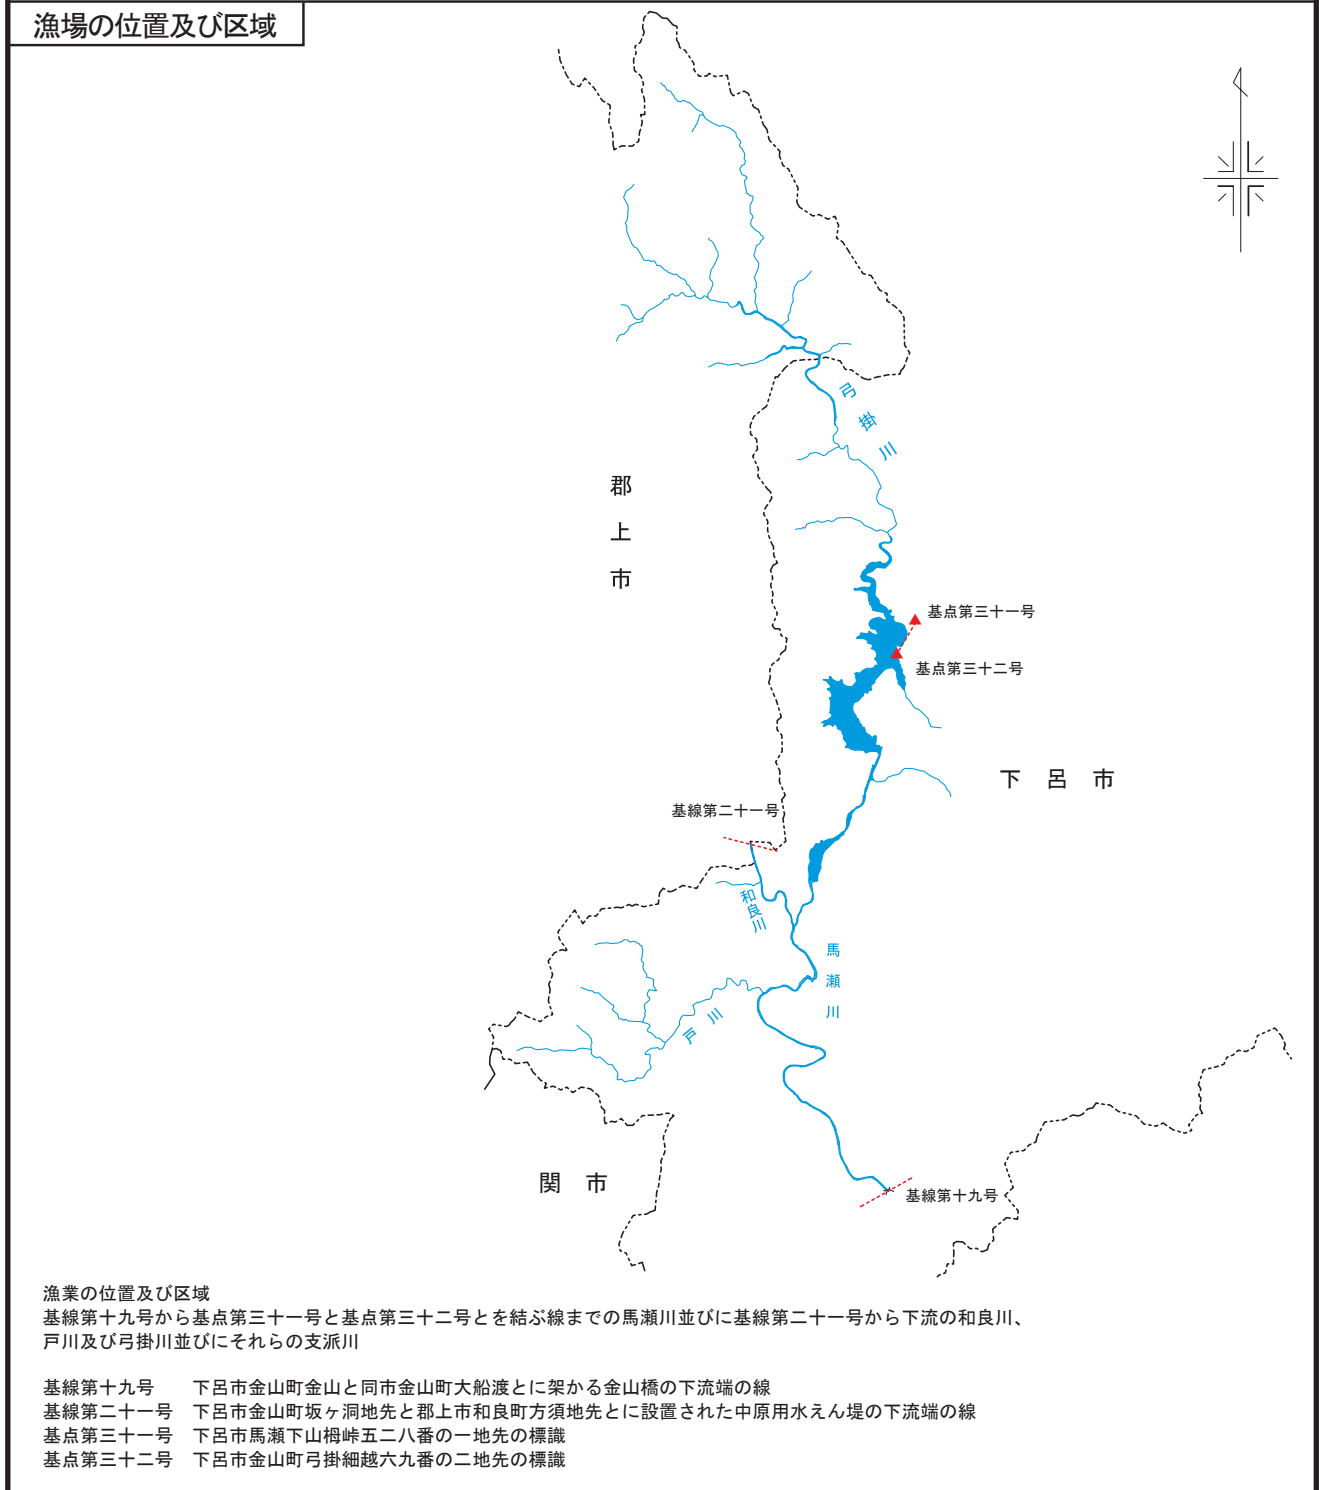 漁場の位置及び区域
弓掛川
郡上市
基点第三十一号
基点第三十二号
下呂市
基線第二十一号
和良川
馬瀬川
戸川
関市
基線第十九号
漁業の位置及び区域
基線第十九号から基点第三十一号と基点第三十二号とを結ぶ線までの馬瀬川並びに基線第二十一号から下流の和良川、
戸川及び弓掛川並びにそれらの支派川
基線第十九号 下呂市金山町金山と同市金山町大船渡とに架かる金山橋の下流端の線
基線第二十一号 下呂市金山町坂ヶ洞地先と郡上市和良町方須地先とに設置された中原用水えん堤の下流端の線
基点第三十一号 下呂市馬瀬下山栂峠五二八番の一地先の標識
基点第三十二号 下呂市金山町弓掛細越六九番の二地先の標識